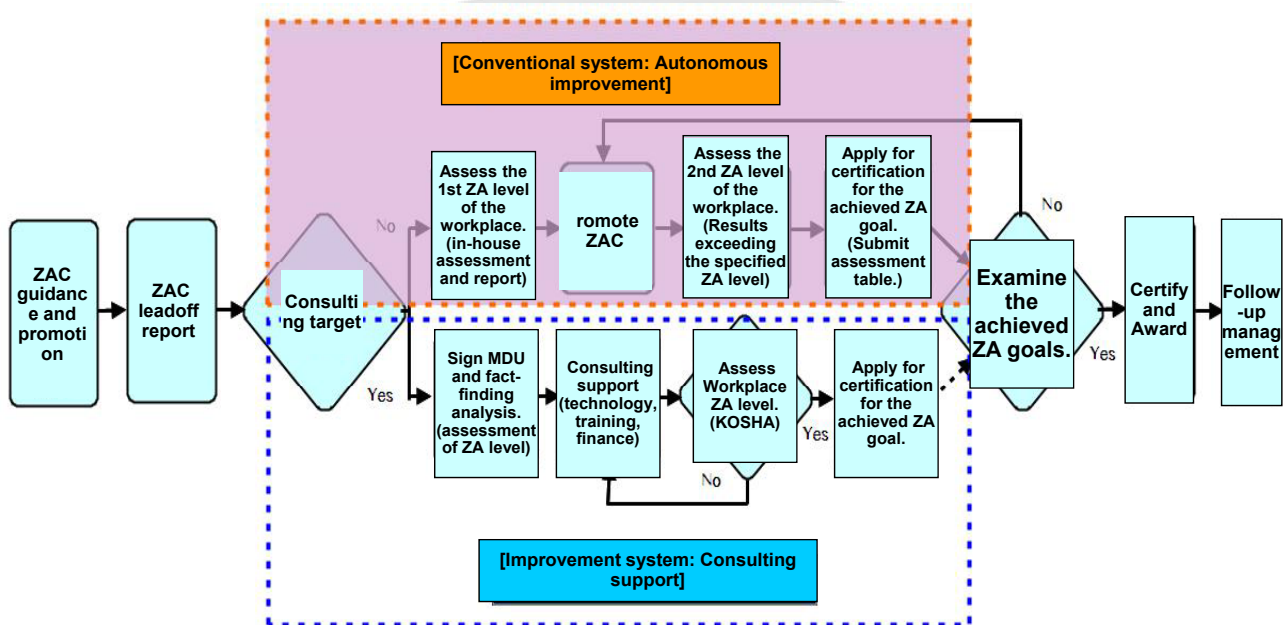 [Conventional system: Autonomous
improvement]
Assess the
1st ZA level
of the
workplace.
(in-house
assessment
and report)
romote
ZAC
Assess the
2nd ZA level
of the
workplace.
(Results
exceeding
the specified
ZA level)
Apply for
certification
for the
achieved ZA
goal.
(Submit
assessment
table.)
No
No
ZAC
guidanc
e and
promoti
on
ZAC
leadoff
report
Consulti
ng target
Examine
the
achieved
ZA goals.
Certify
and
Award
Follow
-up
manag
ement
Yes
Yes
Sign MDU
and fact-
finding
analysis.
(assessment
of ZA level)
Consulting
support
(technology,
training,
finance)
Assess
Workplace
ZA level.
(KOSHA)
Yes
No
Apply for
certification
for the
achieved ZA
goal.
[Improvement system: Consulting
support]